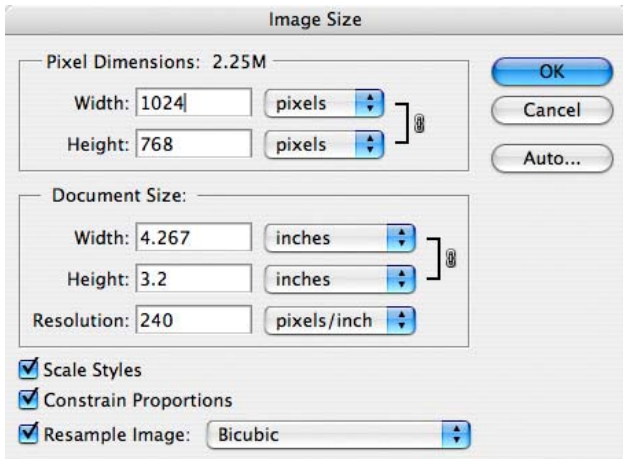 Image Size
Pixel Dimensions: 2.25M
Width: 1024 pixels
Height: 768 pixels
OK
Cancel
Auto...
Document Size:
Width: 4.267 inches
Height: 3.2 inches
Resolution: 240 pixels/inch
Scale Styles
Constrain Proportions
Resample Image: Bicubic